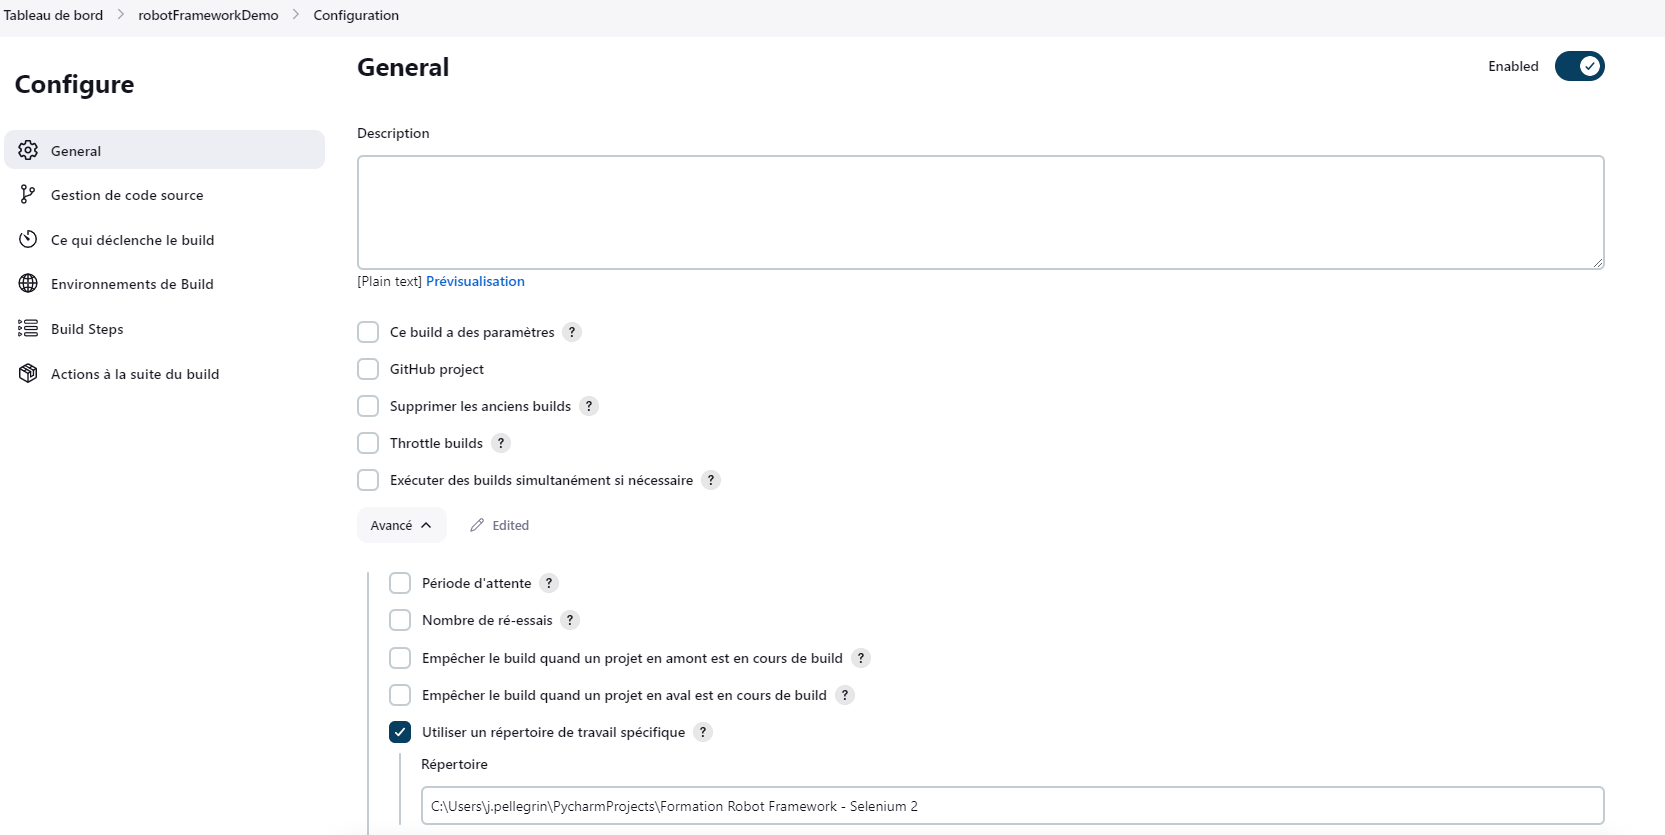 Tableau de bord > robotFrameworkDemo > Configuration
Configure
General
Gestion de code source
Ce qui déclenche le build
Environnements de Build
Build Steps
Actions à la suite du build
General
Enabled
Description
[Plain text] Prévisualisation
Ce build a des paramètres ?
GitHub project
Supprimer les anciens builds ?
Throttle builds ?
Exécuter des builds simultanément si nécessaire ?
Avancé
Edited
Période d'attente ?
Nombre de ré-essais ?
Empêcher le build quand un projet en amont est en cours de build ?
Empêcher le build quand un projet en aval est en cours de build ?
Utiliser un répertoire de travail spécifique ?
Répertoire
C:\Users\j.pellegrin\PycharmProjects\Formation Robot Framework - Selenium 2